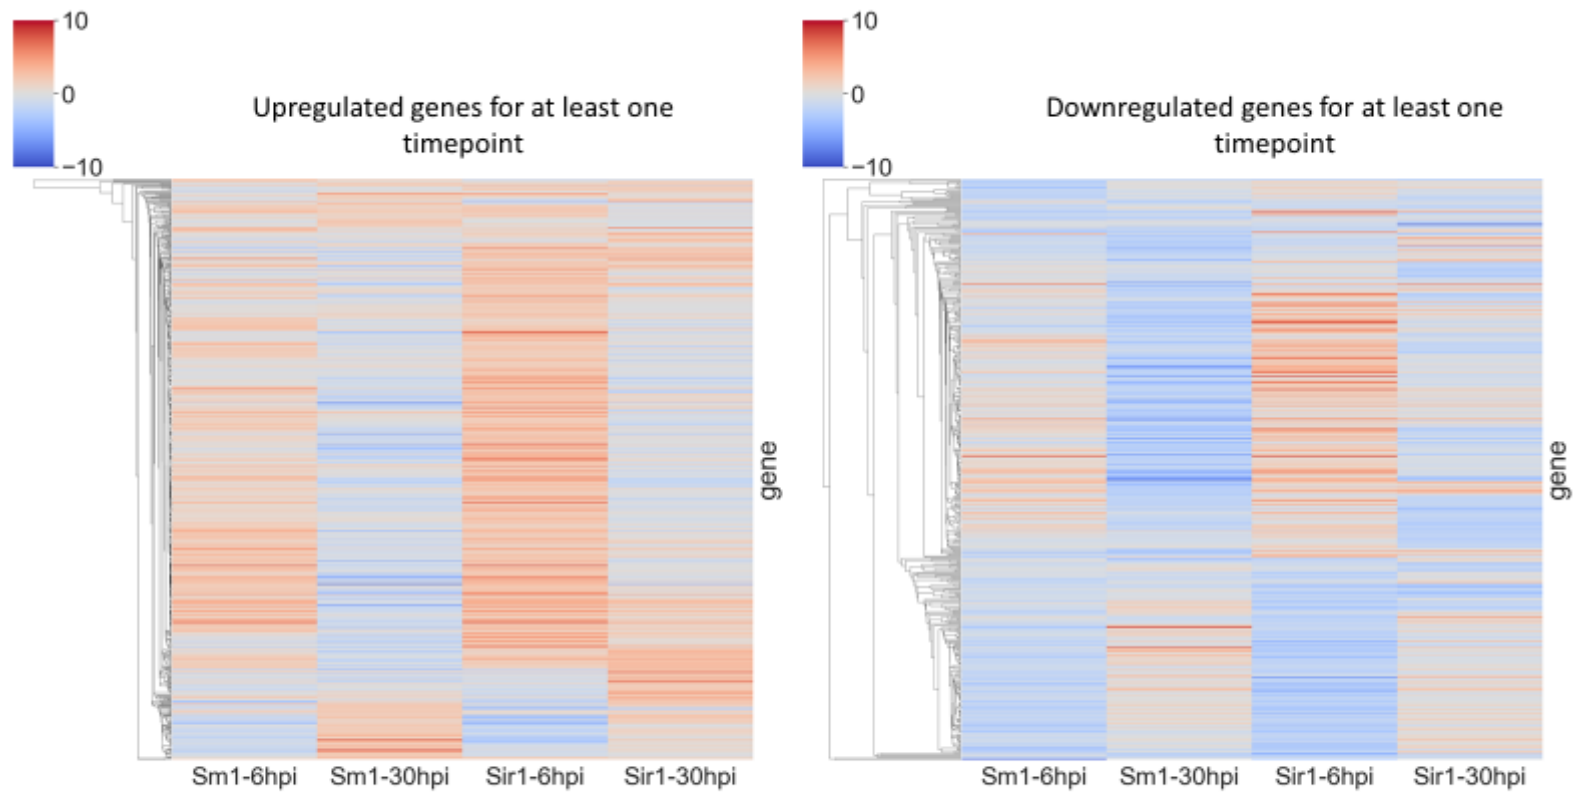 10
0
−10
Upregulated genes for at least one
timepoint
gene
Sm1-6hpi Sm1-30hpi Sir1-6hpi Sir1-30hpi
10
0
−10
Downregulated genes for at least one
timepoint
gene
Sm1-6hpi Sm1-30hpi Sir1-6hpi Sir1-30hpi